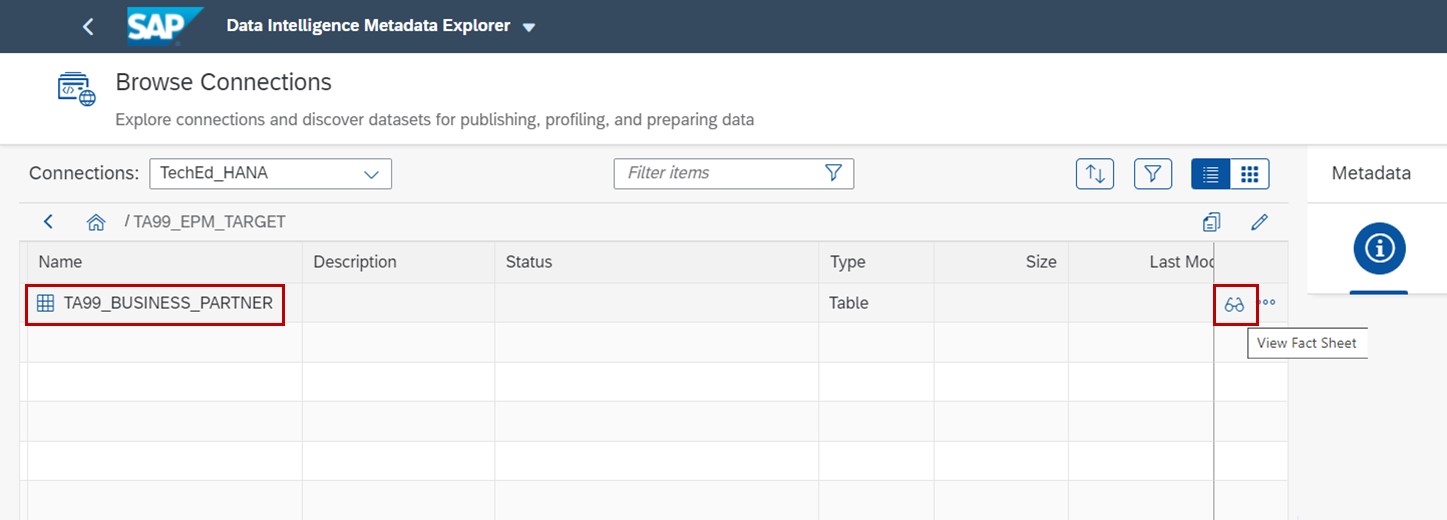 SAP Data Intelligence Metadata Explorer
Browse Connections
Explore connections and discover datasets for publishing, profiling, and preparing data
Connections: TechEd_HANA Filter items Metadata
/ TA99_EPM_TARGET
Name Description Status Type Size Last Moc
TA99_BUSINESS_PARTNER Table
View Fact Sheet